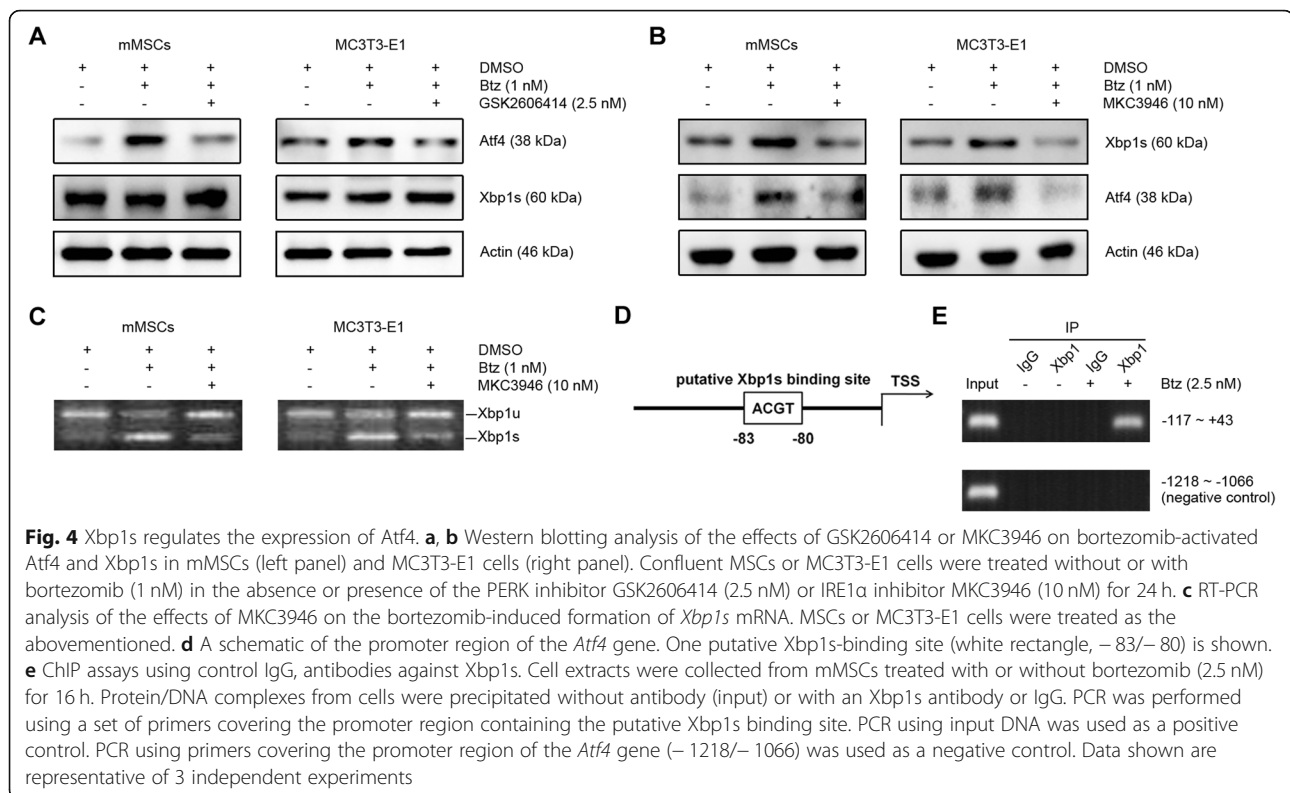 A
mMSCs MC3T3-E1
+ + + + + + DMSO
- + + - + + Btz (1 nM)
- - + - - + GSK2606414 (2.5 nM)
Atf4 (38 kDa)
Xbp1s (60 kDa)
Actin (46 kDa)
B
mMSCs MC3T3-E1
+ + + + + + DMSO
- + + - + + Btz (1 nM)
- - + - - + MKC3946 (10 nM)
Xbp1s (60 kDa)
Atf4 (38 kDa)
Actin (46 kDa)
C
mMSCs MC3T3-E1
+ + + + + + DMSO
- + + - + + Btz (1 nM)
- - + - - + MKC3946 (10 nM)
Xbp1u
Xbp1s
D
putative Xbp1s binding site TSS
ACGT
-83 -80
E
IP
IgG Xbp1 IgG Xbp1
Input - - + + Btz (2.5 nM)
-117 ~ +43
-1218 ~ -1066
(negative control)
Fig. 4 Xbp1s regulates the expression of Atf4. a, b Western blotting analysis of the effects of GSK2606414 or MKC3946 on bortezomib-activated
Atf4 and Xbp1s in mMSCs (left panel) and MC3T3-E1 cells (right panel). Confluent MSCs or MC3T3-E1 cells were treated without or with
bortezomib (1 nM) in the absence or presence of the PERK inhibitor GSK2606414 (2.5 nM) or IRE1α inhibitor MKC3946 (10 nM) for 24 h. c RT-PCR
analysis of the effects of MKC3946 on the bortezomib-induced formation of Xbp1s mRNA. MSCs or MC3T3-E1 cells were treated as the
abovementioned. d A schematic of the promoter region of the Atf4 gene. One putative Xbp1s-binding site (white rectangle, − 83/− 80) is shown.
e ChIP assays using control IgG, antibodies against Xbp1s. Cell extracts were collected from mMSCs treated with or without bortezomib (2.5 nM)
for 16 h. Protein/DNA complexes from cells were precipitated without antibody (input) or with an Xbp1s antibody or IgG. PCR was performed
using a set of primers covering the promoter region containing the putative Xbp1s binding site. PCR using input DNA was used as a positive
control. PCR using primers covering the promoter region of the Atf4 gene (− 1218/− 1066) was used as a negative control. Data shown are
representative of 3 independent experiments